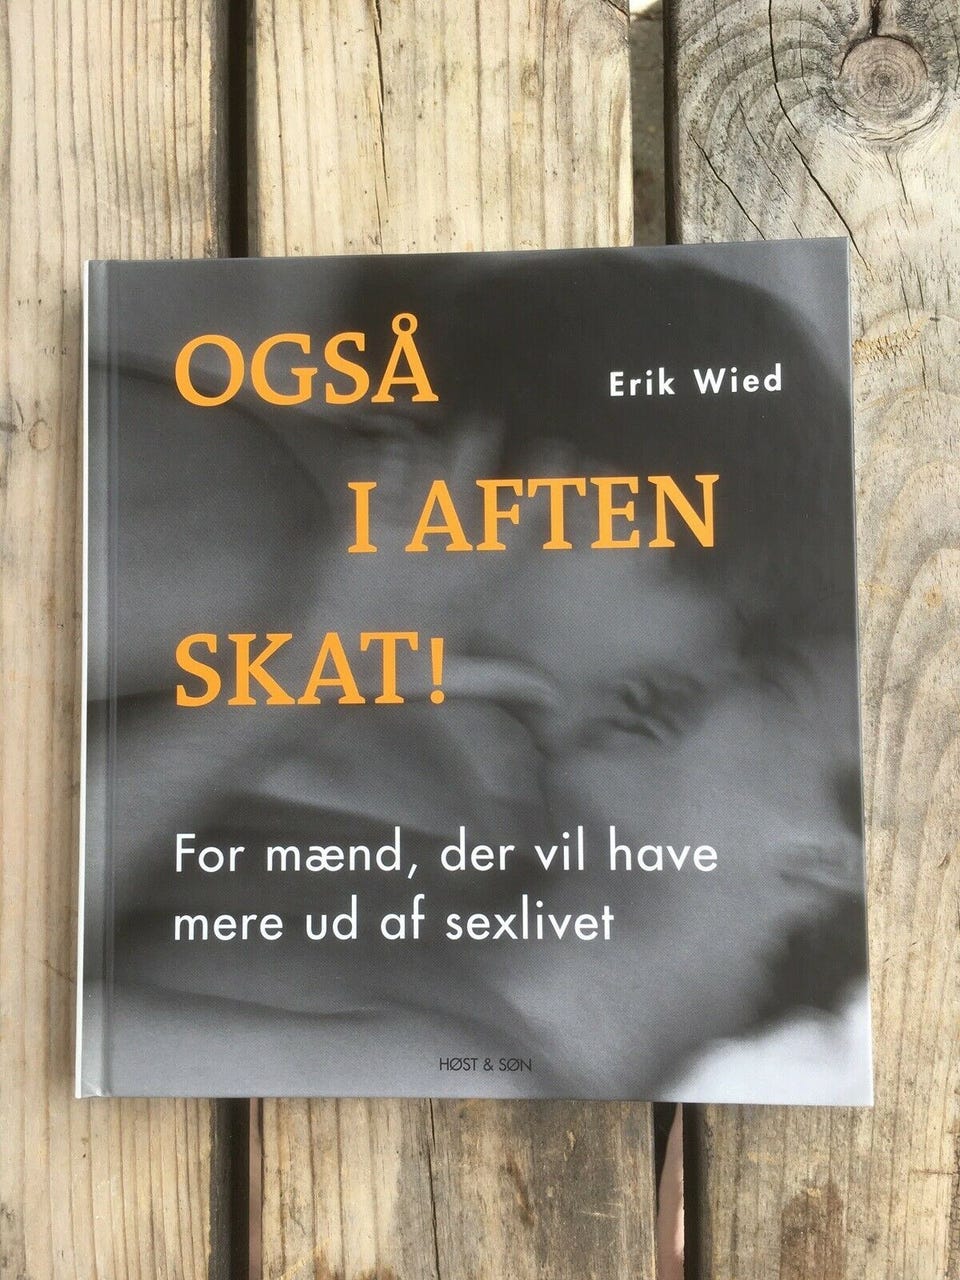 OGSÅ
Erik Wied
I AFTEN
SKAT!
For mænd, der vil have
mere ud af sexlivet
HØST & SØN